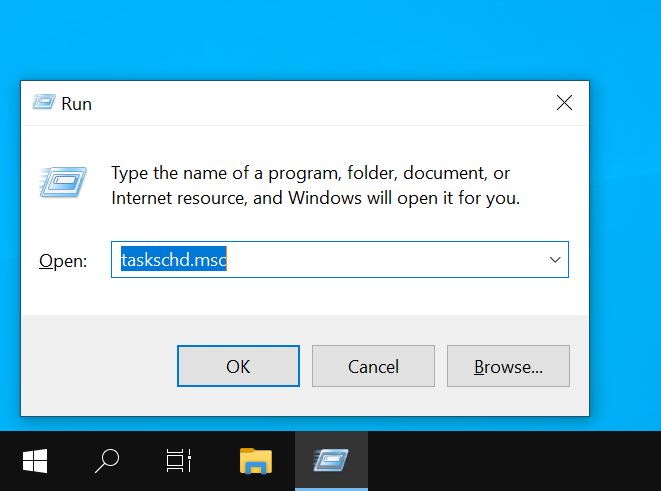 Run
Type the name of a program, folder, document, or
Internet resource, and Windows will open it for you.
Open:
taskschd.msc
OK
Cancel
Browse...